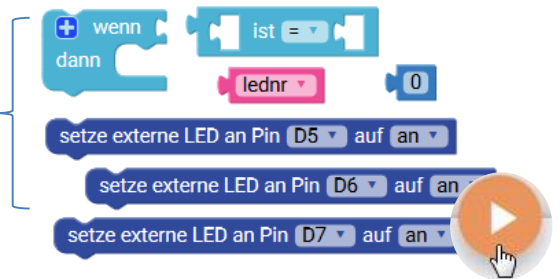 wenn
ist = 
dann
lednr
0
setze externe LED an Pin D5 auf an
setze externe LED an Pin D6 auf an
setze externe LED an Pin D7 auf an